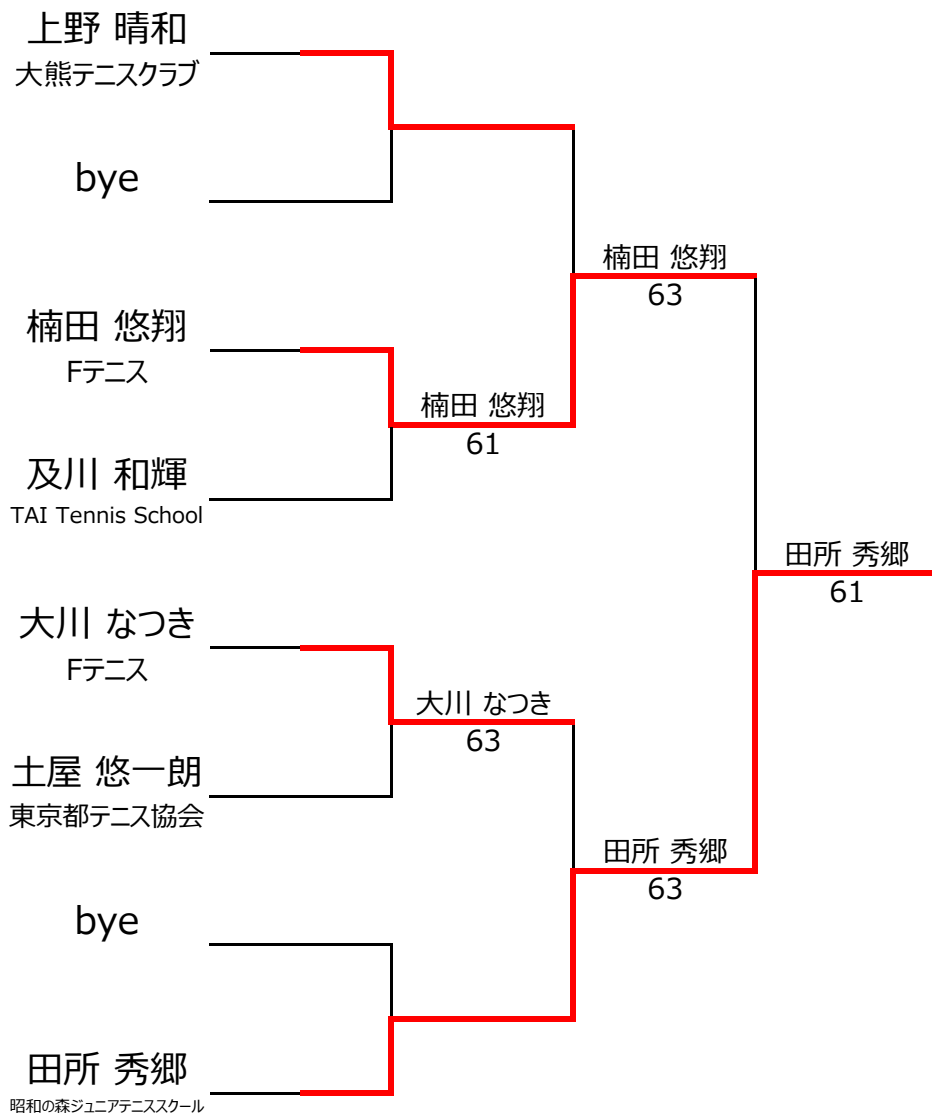 上野 晴和
大熊テニスクラブ
bye
楠田 悠翔
63
楠田 悠翔
Fテニス
楠田 悠翔
61
及川 和輝
TAI Tennis School
田所 秀郷
61
大川 なつき
Fテニス
大川 なつき
63
土屋 悠一朗
東京都テニス協会
田所 秀郷
63
bye
田所 秀郷
昭和の森ジュニアテニススクール